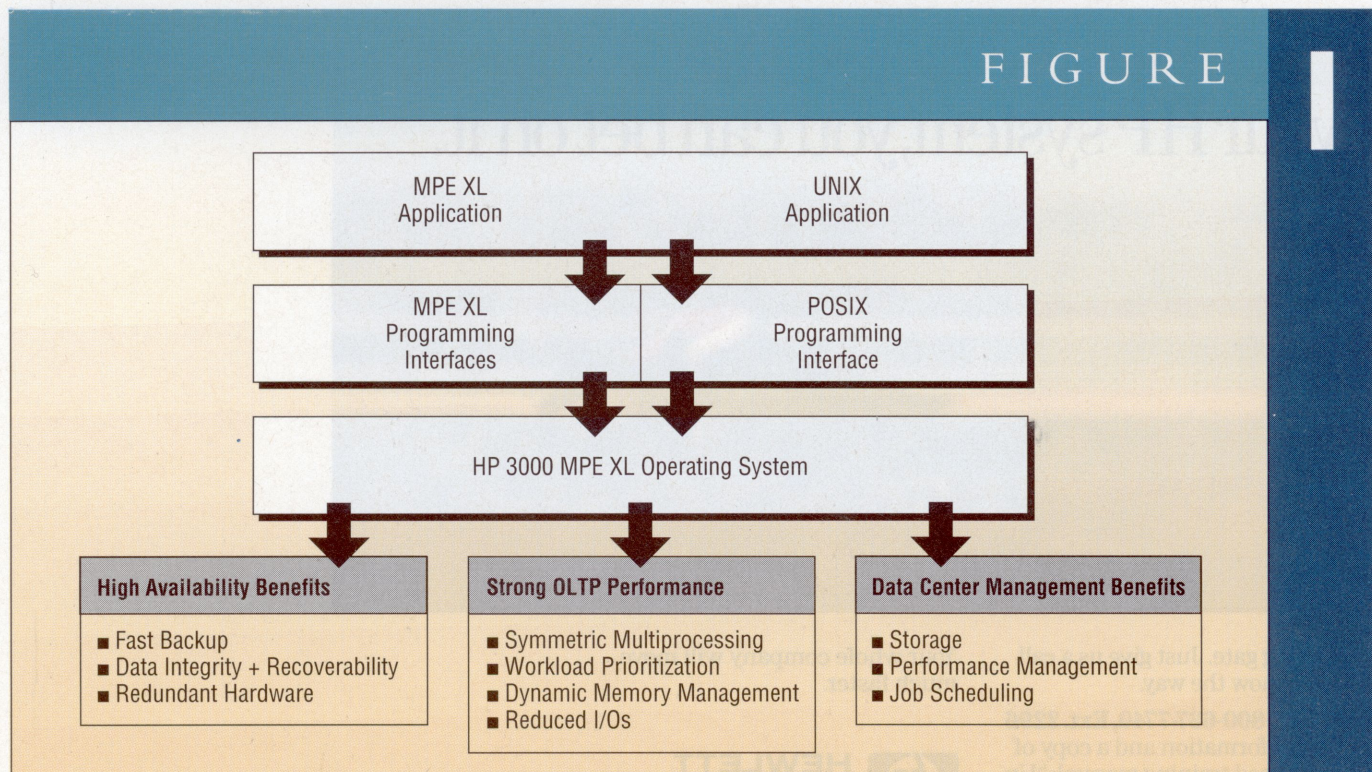 FIGURE 1
MPE XL
Application
UNIX
Application
MPE XL
Programming
Interfaces
POSIX
Programming
Interface
HP 3000 MPE XL Operating System
High Availability Benefits
■ Fast Backup
■ Data Integrity + Recoverability
■ Redundant Hardware
Strong OLTP Performance
■ Symmetric Multiprocessing
■ Workload Prioritization
■ Dynamic Memory Management
■ Reduced I/Os
Data Center Management Benefits
■ Storage
■ Performance Management
■ Job Scheduling